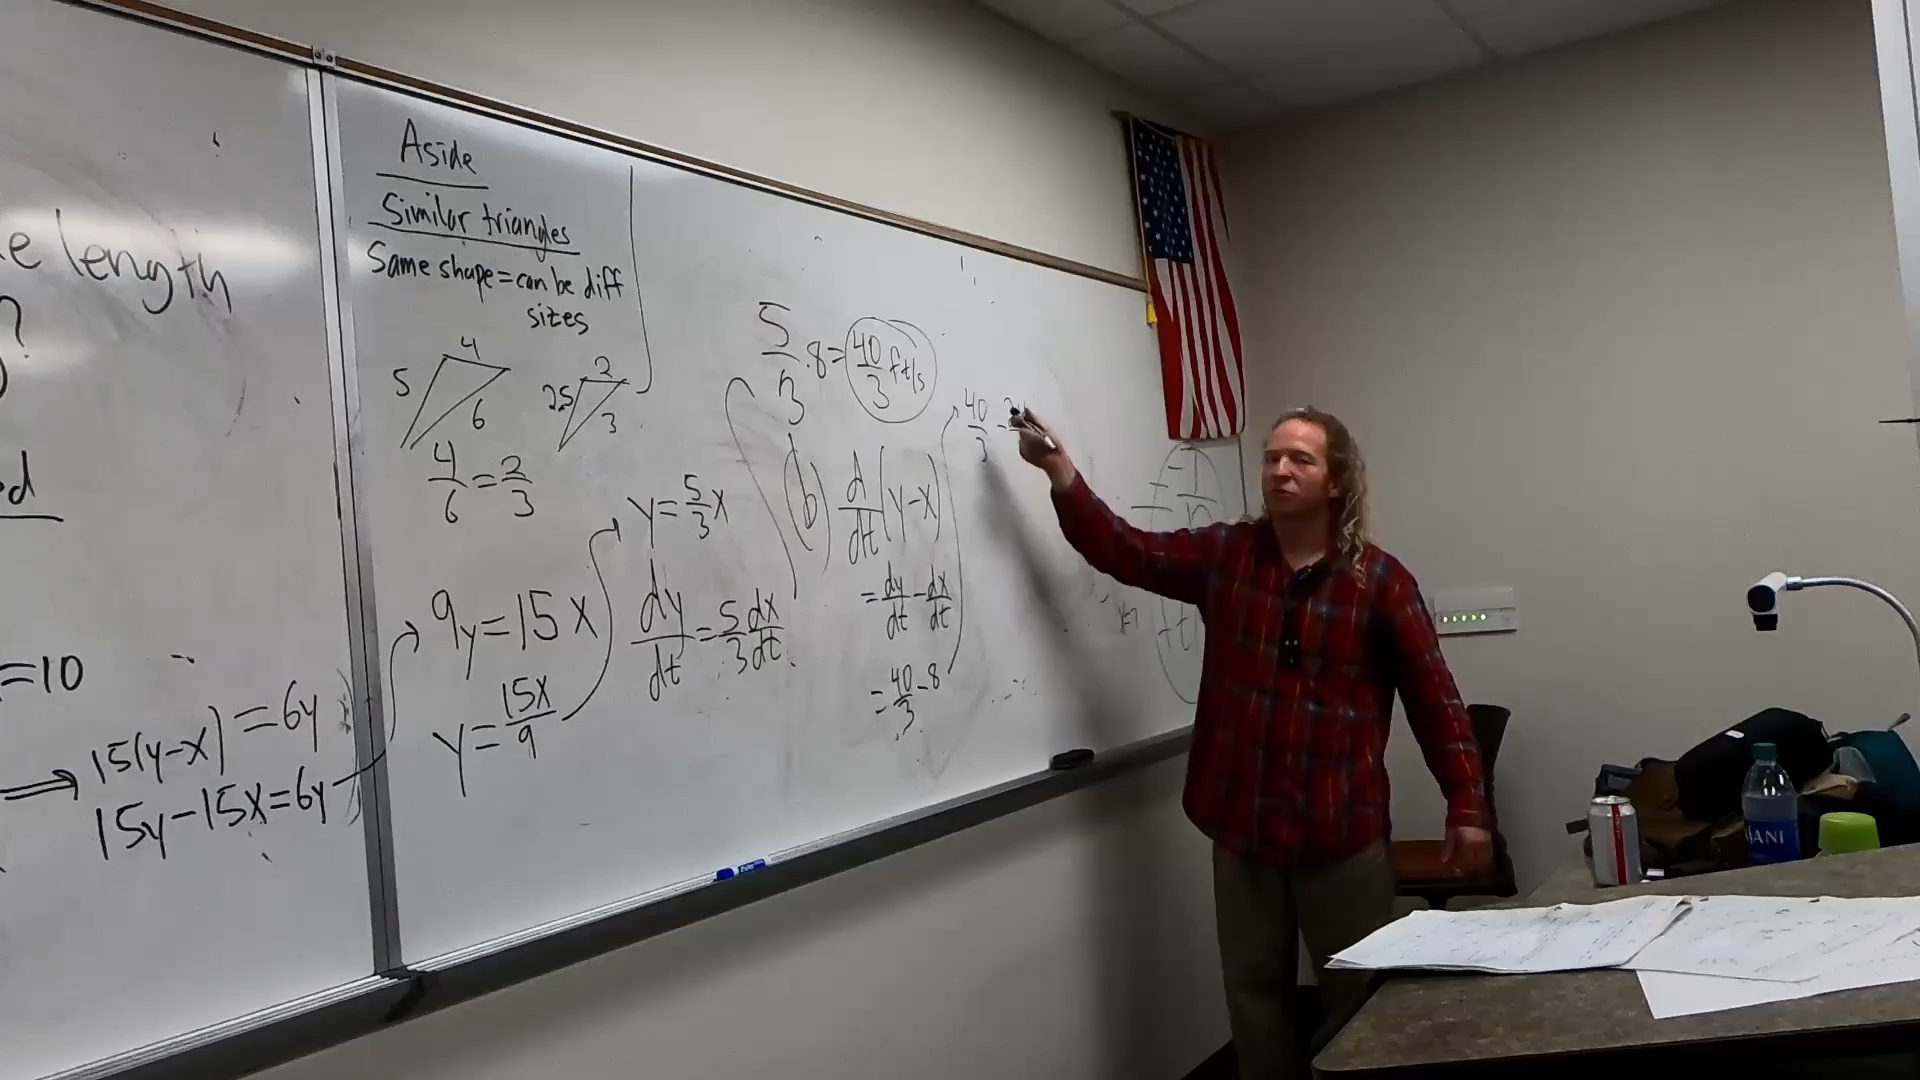 e length
?
d
=10
15(y-x)=6y
⇒ 15y-15x=6y
Aside
Similar triangles
Same shape = can be diff
sizes
5 4 6
2.5 2 3
4/6 = 2/3
9y=15x
y=15x/9
y=5/3x
dy/dt=5/3 dx/dt
5/3 · 8 = 40/3 ft/s
(b) d/dt(y-x)
= dy/dt - dx/dt
= 40/3 - 8
40/3 -
ANI